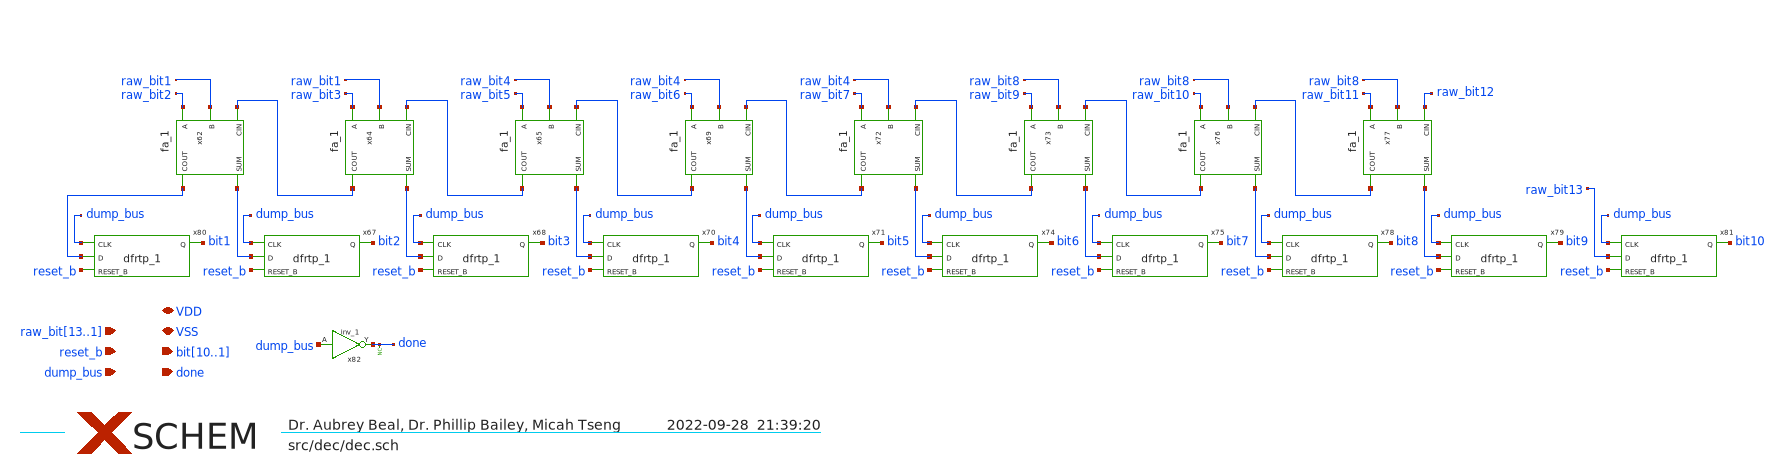 raw_bit1 raw_bit1 raw_bit4 raw_bit4 raw_bit4 raw_bit8 raw_bit8 raw_bit8
raw_bit2 raw_bit3 raw_bit5 raw_bit6 raw_bit7 raw_bit9 raw_bit10 raw_bit11 raw_bit12
fa_1 A x62 B CIN COUT SUM
fa_1 A x64 B CIN COUT SUM
fa_1 A x65 B CIN COUT SUM
fa_1 A x69 B CIN COUT SUM
fa_1 A x72 B CIN COUT SUM
fa_1 A x73 B CIN COUT SUM
fa_1 A x76 B CIN COUT SUM
fa_1 A x77 B CIN COUT SUM
raw_bit13
dump_bus dump_bus dump_bus dump_bus dump_bus dump_bus dump_bus dump_bus dump_bus dump_bus
x80 x67 x68 x70 x71 x74 x75 x78 x79 x81
CLK Q bit1 CLK Q bit2 CLK Q bit3 CLK Q bit4 CLK Q bit5 CLK Q bit6 CLK Q bit7 CLK Q bit8 CLK Q bit9 CLK Q bit10
D dfrtp_1 D dfrtp_1 D dfrtp_1 D dfrtp_1 D dfrtp_1 D dfrtp_1 D dfrtp_1 D dfrtp_1 D dfrtp_1 D dfrtp_1
reset_b RESET_B reset_b RESET_B reset_b RESET_B reset_b RESET_B reset_b RESET_B reset_b RESET_B reset_b RESET_B reset_b RESET_B reset_b RESET_B reset_b RESET_B
VDD
raw_bit[13..1] VSS
reset_b bit[10..1]
dump_bus done
inv_1
dump_bus A Y done
x82
XSCHEM
Dr. Aubrey Beal, Dr. Phillip Bailey, Micah Tseng 2022-09-28 21:39:20
src/dec/dec.sch